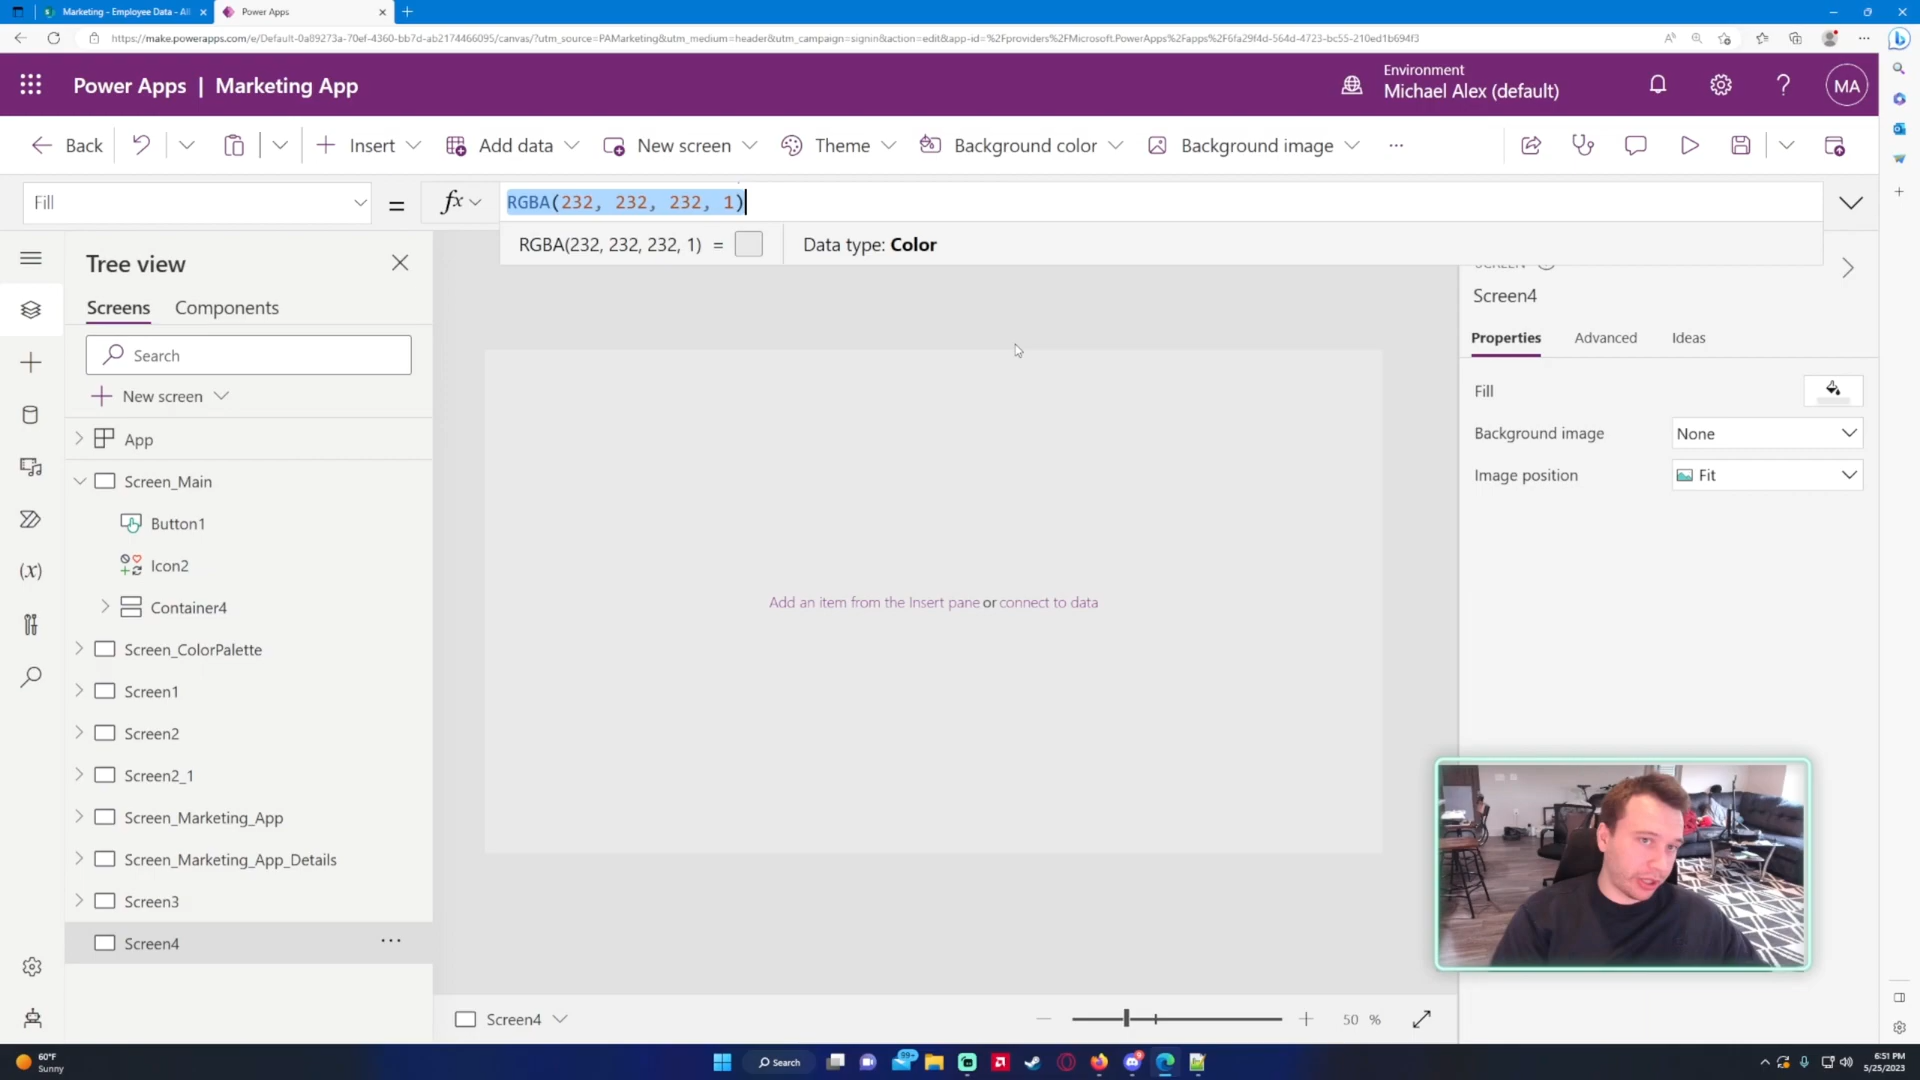 Marketing - Employee Data - All
Power Apps
https://make.powerapps.com/e/Default-0a89273a-70ef-4360-bb7d-ab2174466095/canvas/?utm_source=PAMarketing&utm_medium=header&utm_campaign=signin&action=edit&app-id=%2Fproviders%2FMicrosoft.PowerApps%2Fapps%2F6fa29f4d-564d-4723-bc55-210ed1b694f3
Power Apps | Marketing App
Environment
Michael Alex (default)
MA
Back
Insert
Add data
New screen
Theme
Background color
Background image
Fill
=
fx
RGBA(232, 232, 232, 1)
RGBA(232, 232, 232, 1) =
Data type: Color
Tree view
Screens
Components
Search
New screen
App
Screen_Main
Button1
Icon2
Container4
Screen_ColorPalette
Screen1
Screen2
Screen2_1
Screen_Marketing_App
Screen_Marketing_App_Details
Screen3
Screen4
Add an item from the Insert pane or connect to data
SCREEN
Screen4
Properties
Advanced
Ideas
Fill
Background image
None
Image position
Fit
Screen4
50 %
60°F
Sunny
Search
99+
6:51 PM
5/25/2023